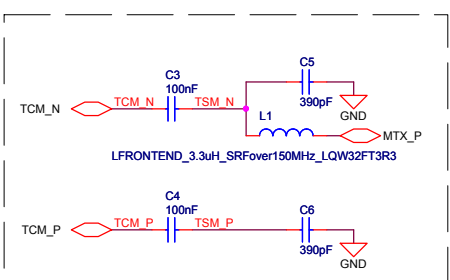 C3
100nF
C5
390pF
GND
TCM_N
TCM_N
TSM_N
L1
MTX_P
LFRONTEND_3.3uH_SRFover150MHz_LQW32FT3R3
C4
100nF
C6
390pF
GND
TCM_P
TCM_P
TSM_P